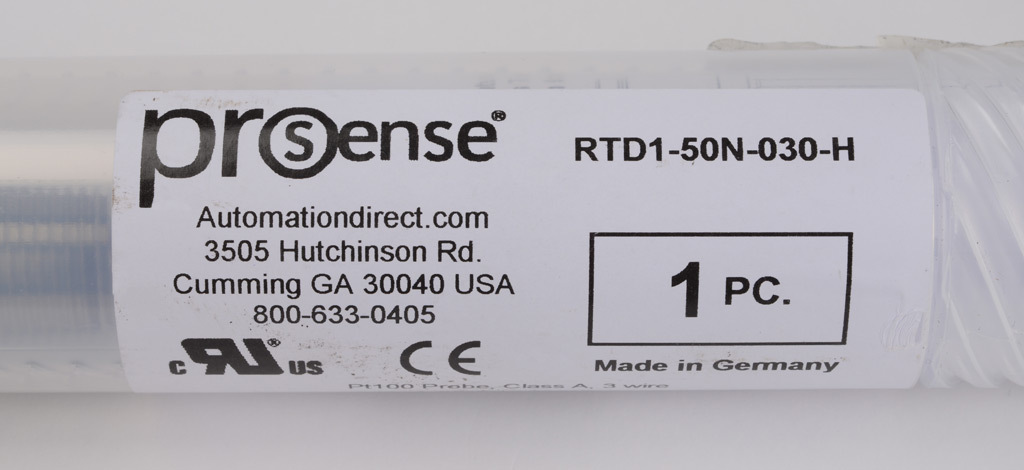 prosense®
RTD1-50N-030-H
Automationdirect.com
3505 Hutchinson Rd.
Cumming GA 30040 USA
800-633-0405
1 PC.
c RU® US
CE
Made in Germany
Pt100 Probe, Class A, 3 wire